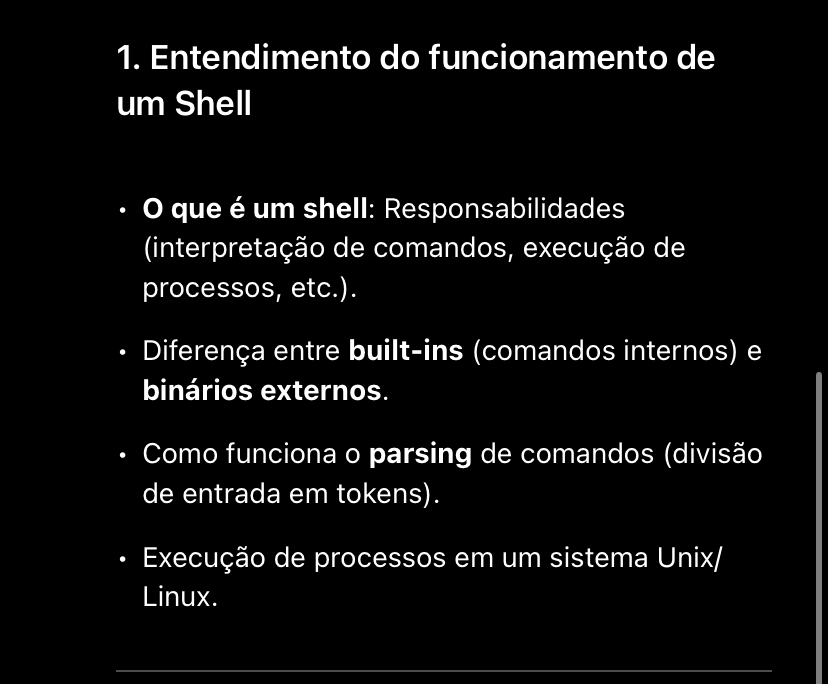 1. Entendimento do funcionamento de
um Shell
• O que é um shell: Responsabilidades
(interpretação de comandos, execução de
processos, etc.).
• Diferença entre built-ins (comandos internos) e
binários externos.
• Como funciona o parsing de comandos (divisão
de entrada em tokens).
• Execução de processos em um sistema Unix/
Linux.